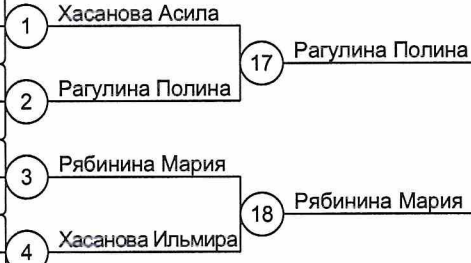 1 Хасанова Асила
17 Рагулина Полина
2 Рагулина Полина
3 Рябинина Мария
18 Рябинина Мария
4 Хасанова Ильмира